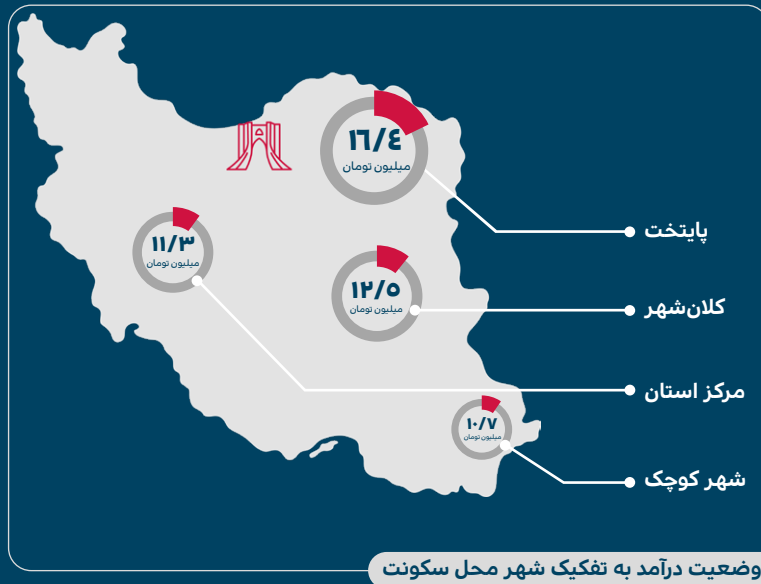 ۱۶/۴
میلیون تومان
پایتخت
۱۱/۳
میلیون تومان
۱۲/۵
میلیون تومان
کلان‌شهر
مرکز استان
۱۰/۷
میلیون تومان
شهر کوچک
وضعیت درآمد به تفکیک شهر محل سکونت